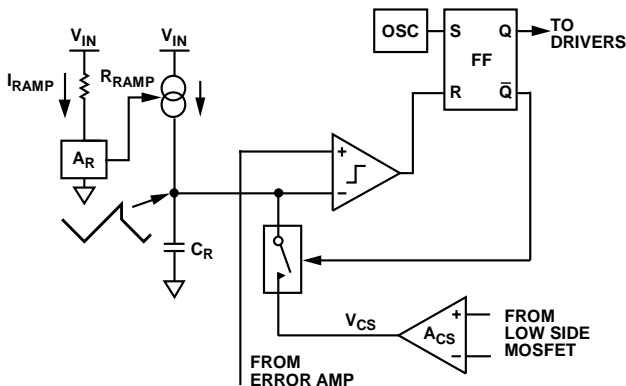 V_IN
V_IN
OSC
S
Q
TO
DRIVERS
FF
R
Q̅
I_RAMP
R_RAMP
A_R
+
−
C_R
V_CS
A_CS
+
−
FROM
LOW SIDE
MOSFET
FROM
ERROR AMP